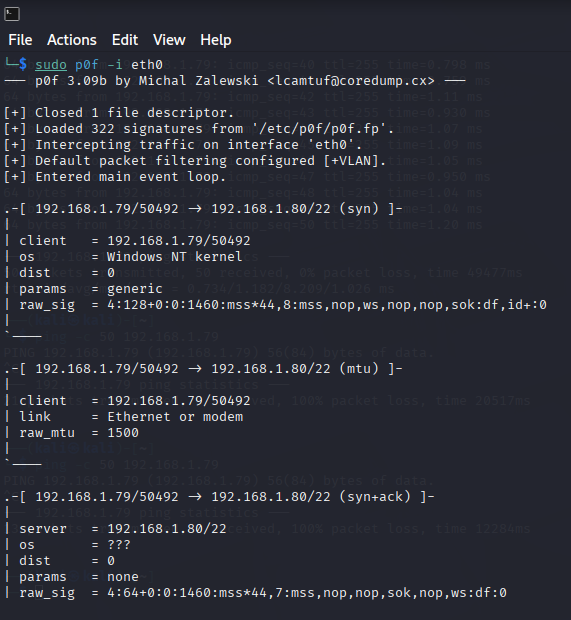 File Actions Edit View Help
└─$ sudo p0f -i eth0
─── p0f 3.09b by Michal Zalewski <lcamtuf@coredump.cx> ───
[+] Closed 1 file descriptor.
[+] Loaded 322 signatures from '/etc/p0f/p0f.fp'.
[+] Intercepting traffic on interface 'eth0'.
[+] Default packet filtering configured [+VLAN].
[+] Entered main event loop.
.-[ 192.168.1.79/50492 → 192.168.1.80/22 (syn) ]-
|
| client = 192.168.1.79/50492
| os = Windows NT kernel
| dist = 0
| params = generic
| raw_sig = 4:128+0:0:1460:mss*44,8:mss,nop,ws,nop,nop,sok:df,id+:0
|
`────
.-[ 192.168.1.79/50492 → 192.168.1.80/22 (mtu) ]-
|
| client = 192.168.1.79/50492
| link = Ethernet or modem
| raw_mtu = 1500
|
`────
.-[ 192.168.1.79/50492 → 192.168.1.80/22 (syn+ack) ]-
|
| server = 192.168.1.80/22
| os = ???
| dist = 0
| params = none
| raw_sig = 4:64+0:0:1460:mss*44,7:mss,nop,nop,sok,nop,ws:df:0